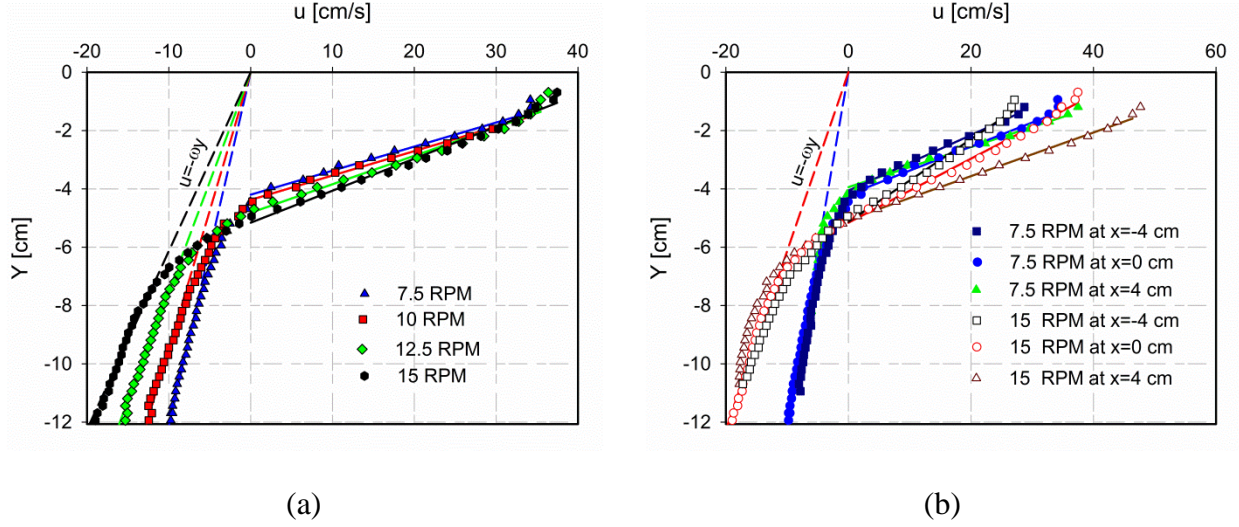 u [cm/s]
-20 -10 0 10 20 30 40
0
-2
-4
-6
-8
-10
-12
Y [cm]
u=-ωy
7.5 RPM
10 RPM
12.5 RPM
15 RPM
(a)
u [cm/s]
-20 0 20 40 60
0
-2
-4
-6
-8
-10
-12
Y [cm]
u=-ωy
7.5 RPM at x=-4 cm
7.5 RPM at x=0 cm
7.5 RPM at x=4 cm
15 RPM at x=-4 cm
15 RPM at x=0 cm
15 RPM at x=4 cm
(b)